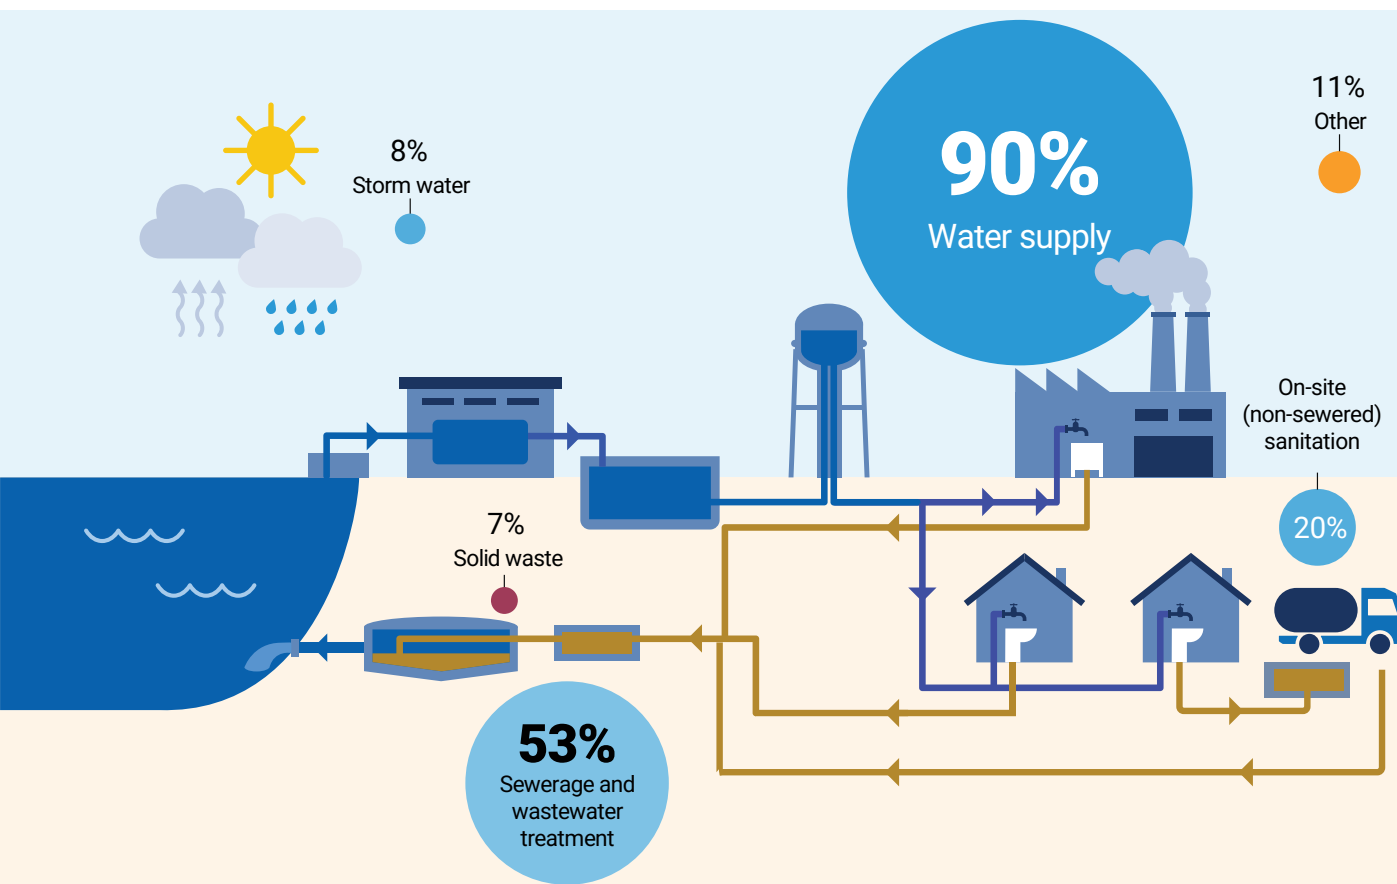 8%
Storm water
90%
Water supply
11%
Other
On-site
(non-sewered)
sanitation
20%
7%
Solid waste
53%
Sewerage and
wastewater
treatment